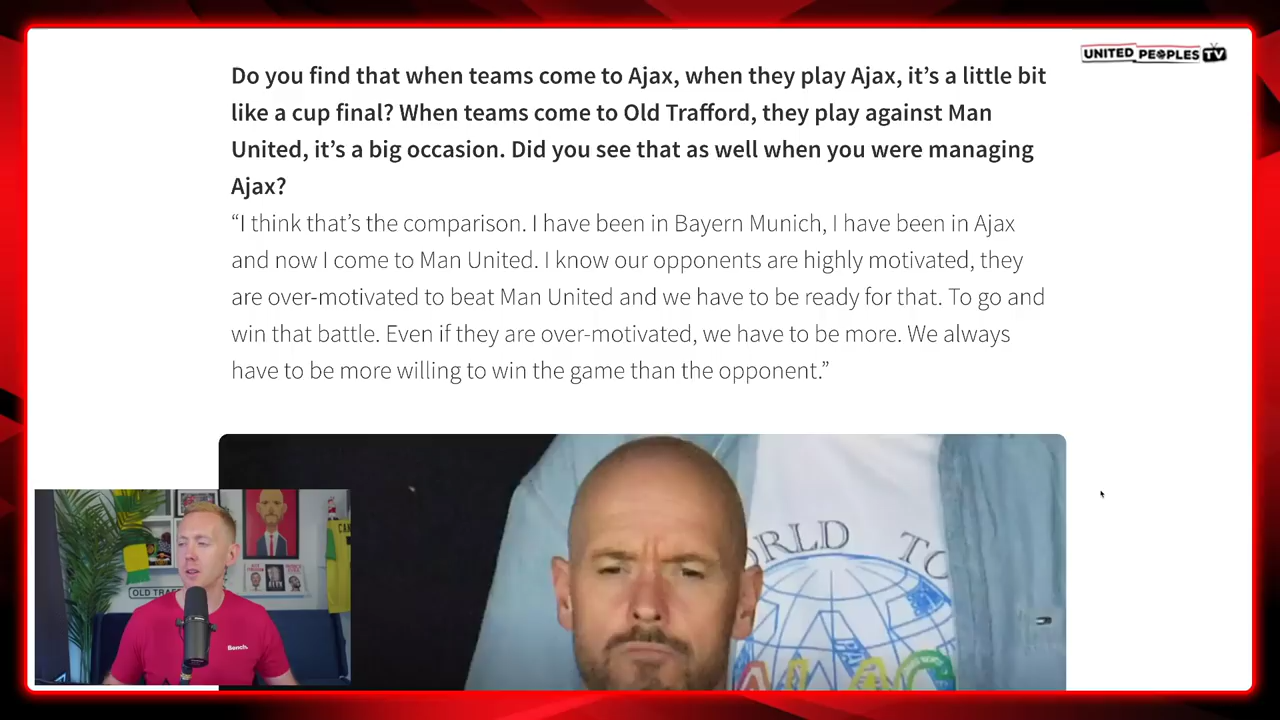 UNITED PEOPLES TV
Do you find that when teams come to Ajax, when they play Ajax, it’s a little bit
like a cup final? When teams come to Old Trafford, they play against Man
United, it’s a big occasion. Did you see that as well when you were managing
Ajax?
“I think that’s the comparison. I have been in Bayern Munich, I have been in Ajax
and now I come to Man United. I know our opponents are highly motivated, they
are over-motivated to beat Man United and we have to be ready for that. To go and
win that battle. Even if they are over-motivated, we have to be more. We always
have to be more willing to win the game than the opponent.”
ORLD TO
OLD TRAF
Bench.